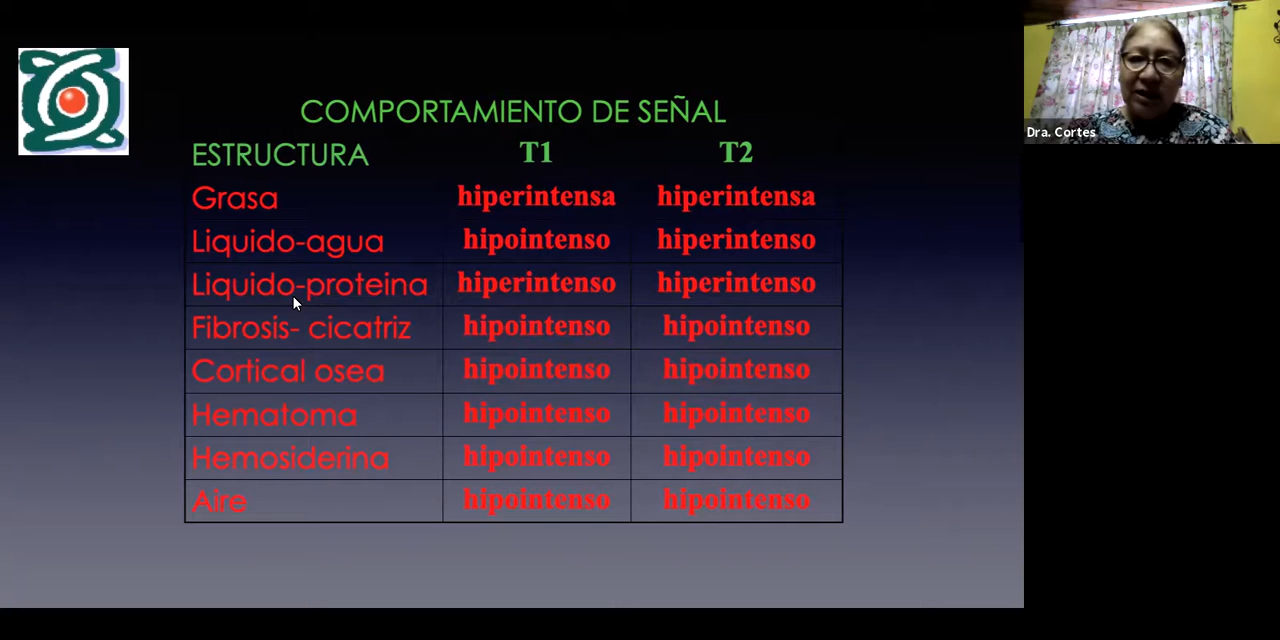 COMPORTAMIENTO DE SEÑAL
ESTRUCTURA T1 T2
Grasa hiperintensa hiperintensa
Liquido-agua hipointenso hiperintenso
Liquido-proteina hiperintenso hiperintenso
Fibrosis- cicatriz hipointenso hipointenso
Cortical osea hipointenso hipointenso
Hematoma hipointenso hipointenso
Hemosiderina hipointenso hipointenso
Aire hipointenso hipointenso
Dra. Cortes